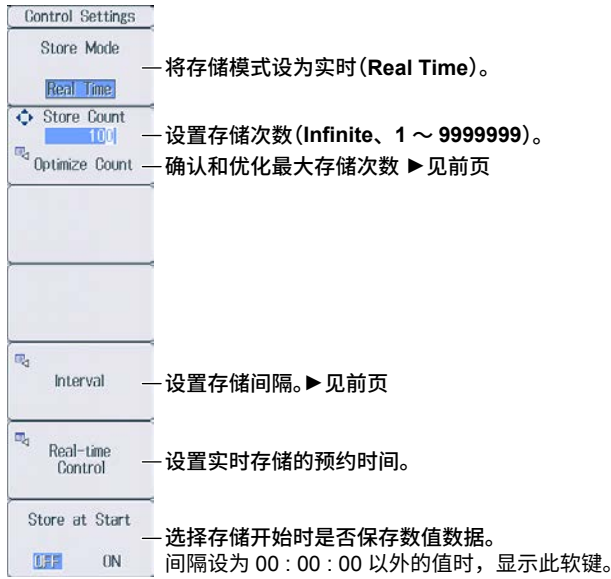 Control Settings
Store Mode
Real Time
将存储模式设为实时(Real Time)。
Store Count
100
设置存储次数(Infinite、1 ～ 9999999)。
Optimize Count
确认和优化最大存储次数 ►见前页
Interval
设置存储间隔。►见前页
Real-time
Control
设置实时存储的预约时间。
Store at Start
OFF ON
选择存储开始时是否保存数值数据。
间隔设为 00 : 00 : 00 以外的值时，显示此软键。